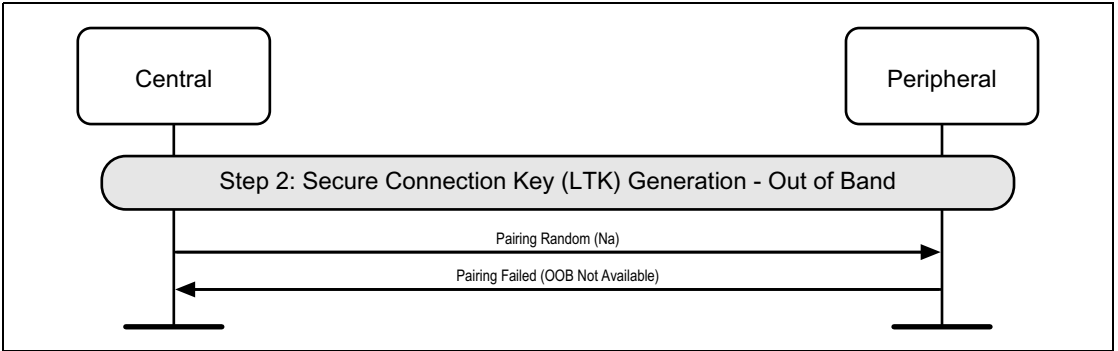 Central
Peripheral
Step 2: Secure Connection Key (LTK) Generation - Out of Band
Pairing Random (Na)
Pairing Failed (OOB Not Available)